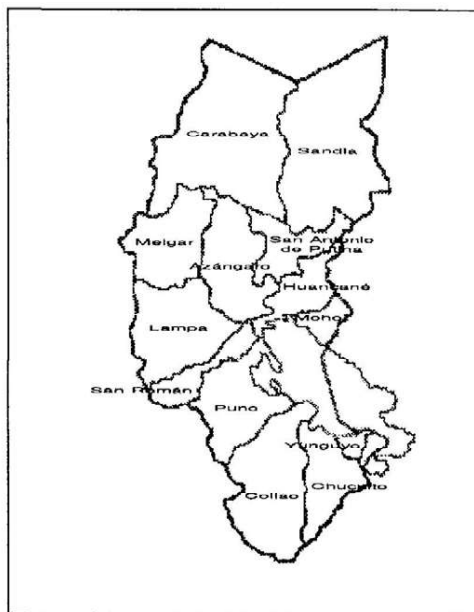 Carabaya
Sandia
Melgar
San Antonio
de Putina
Azángaro
Huancané
Moho
Lampa
San Román
Puno
Yunguyo
Collao
Chucuito